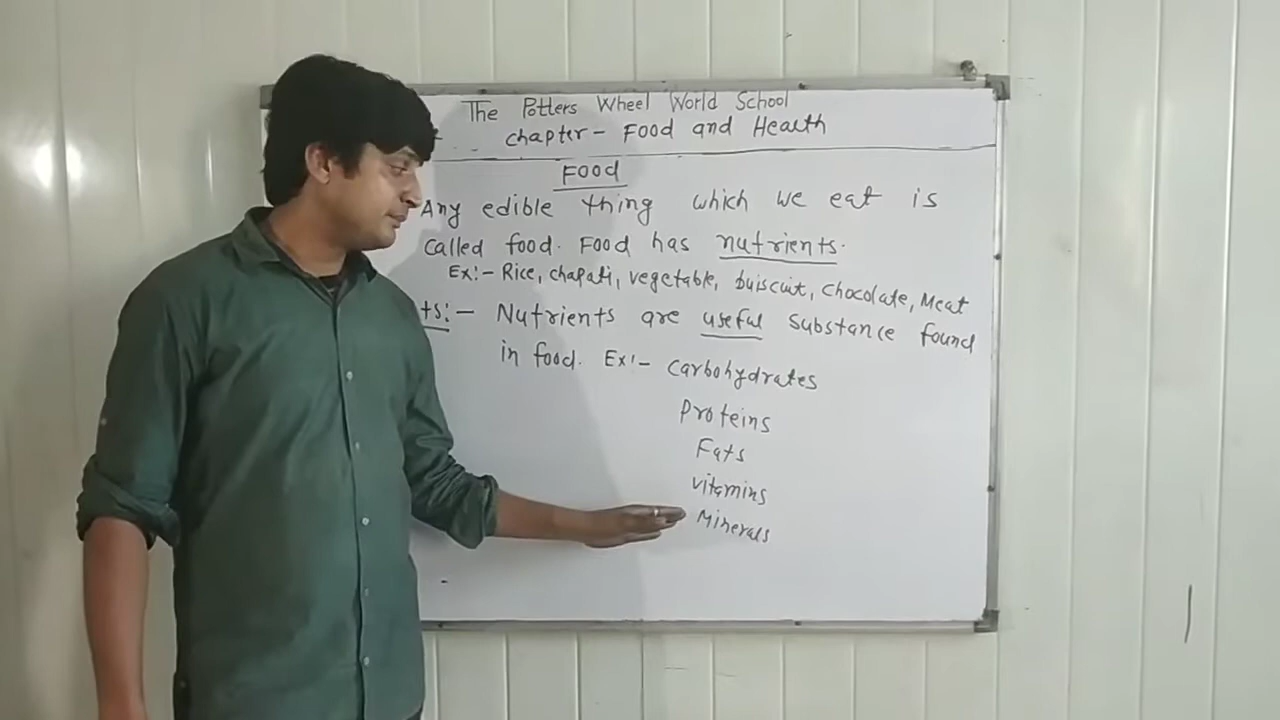 The Potters Wheel World School
Chapter - Food and Health
Food
Any edible thing which we eat is
called food. Food has nutrients.
Ex:- Rice, chapati, vegetable, buiscuit, Chocolate, Meat
ts:- Nutrients are useful substance found
in food. Ex:- Carbohydrates
Proteins
Fats
Vitamins
Minerals